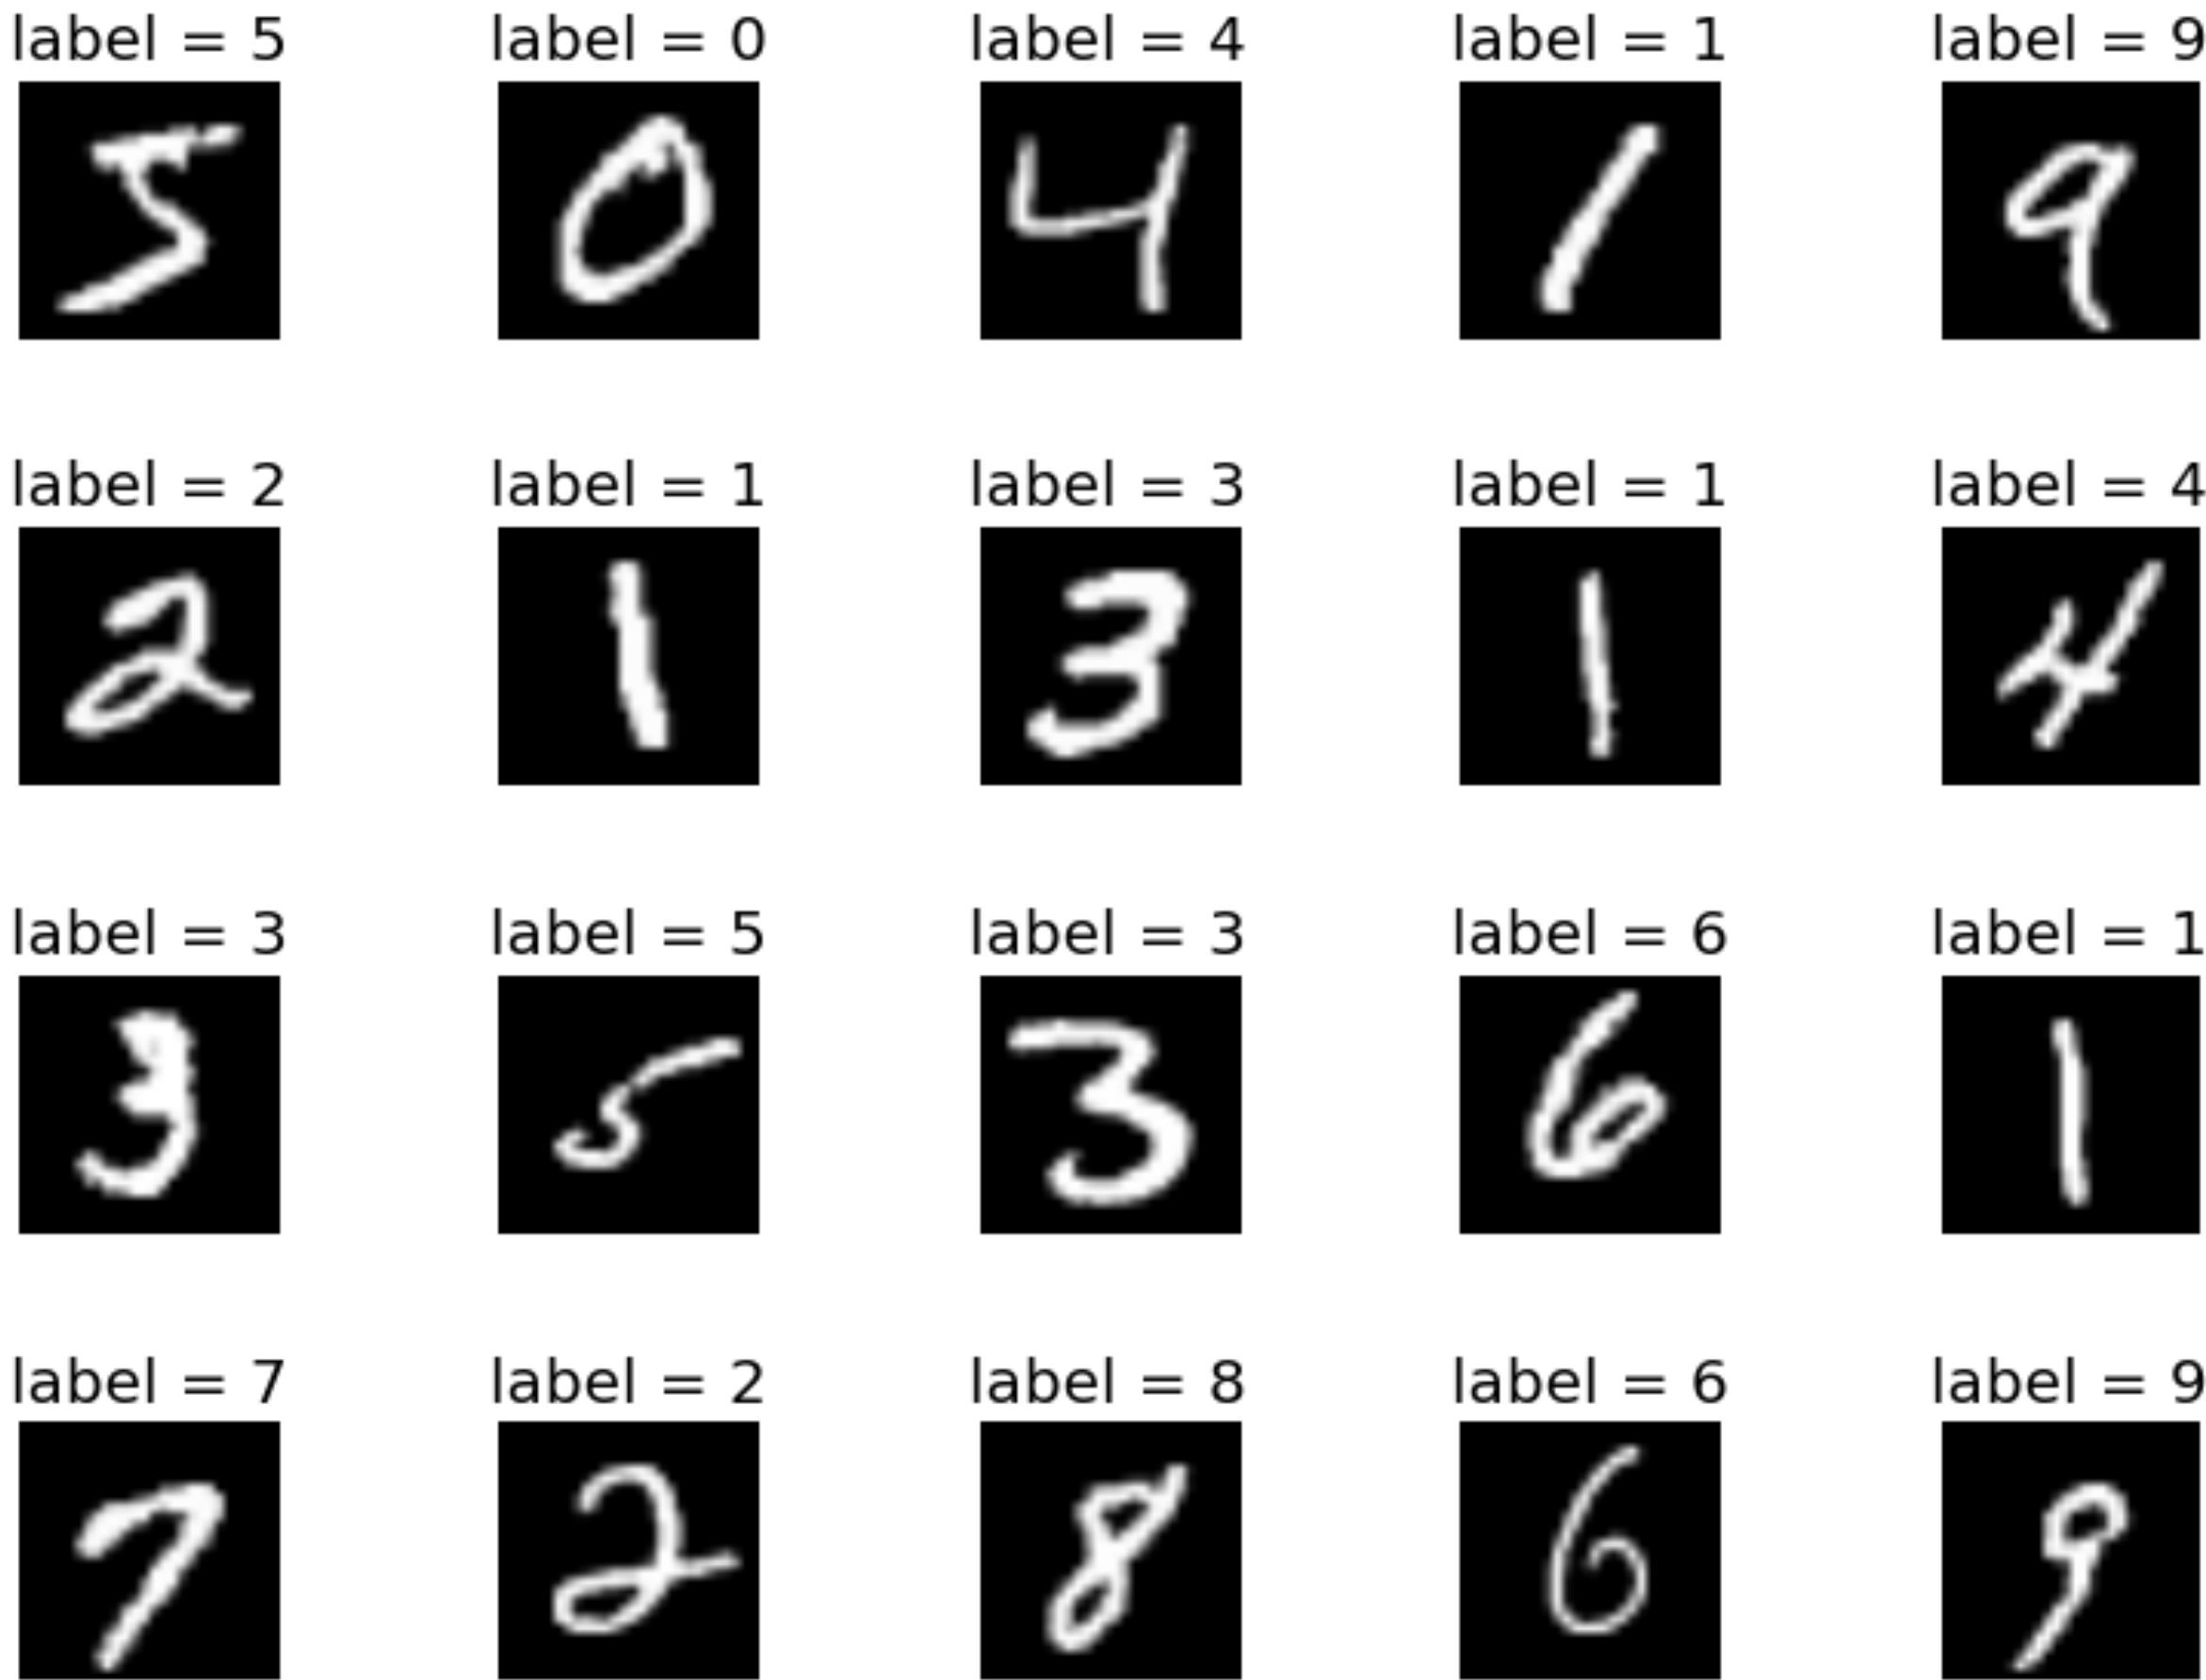 label = 5 label = 0 label = 4 label = 1 label = 9
5 0 4 1 9
label = 2 label = 1 label = 3 label = 1 label = 4
2 1 3 1 4
label = 3 label = 5 label = 3 label = 6 label = 1
3 5 3 6 1
label = 7 label = 2 label = 8 label = 6 label = 9
7 2 8 6 9